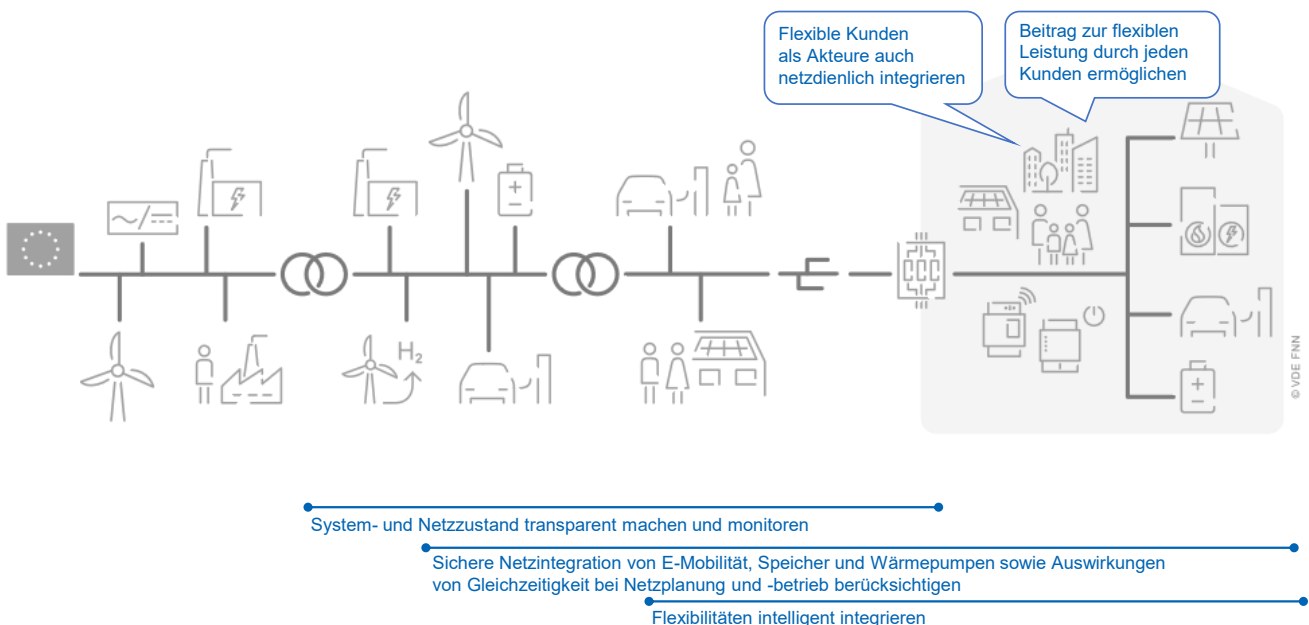 Flexible Kunden
als Akteure auch
netzdienlich integrieren
Beitrag zur flexiblen
Leistung durch jeden
Kunden ermöglichen
H₂
© VDE FNN
System- und Netzzustand transparent machen und monitoren
Sichere Netzintegration von E-Mobilität, Speicher und Wärmepumpen sowie Auswirkungen
von Gleichzeitigkeit bei Netzplanung und -betrieb berücksichtigen
Flexibilitäten intelligent integrieren